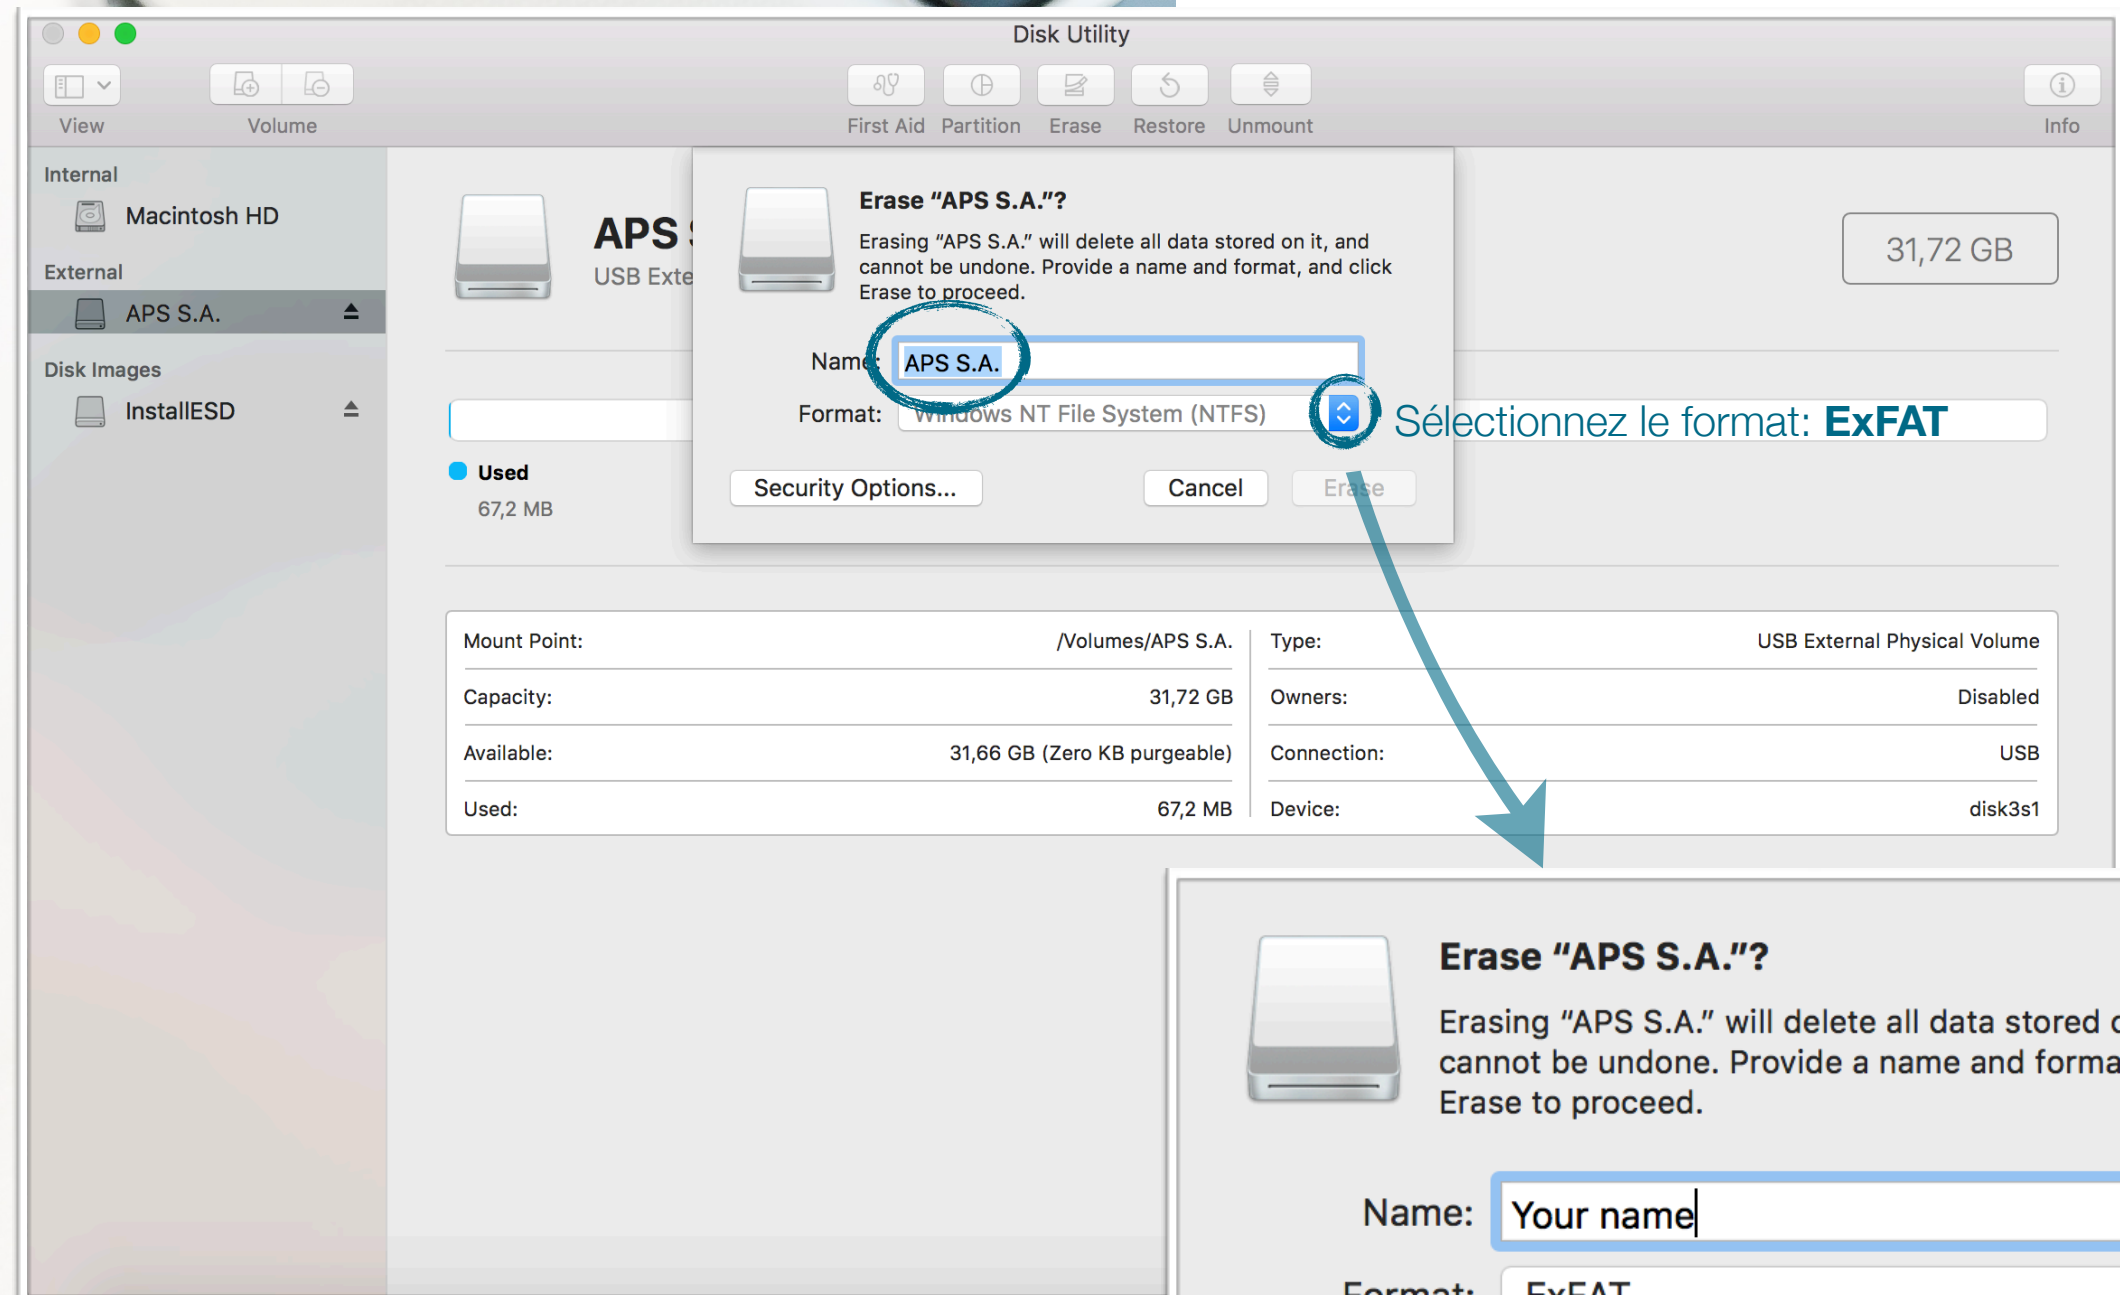 Disk Utility
View
Volume
First Aid
Partition
Erase
Restore
Unmount
Info
Internal
Macintosh HD
External
APS S.A.
Disk Images
InstallESD
APS
USB Exte
31,72 GB
Erase “APS S.A.”?
Erasing “APS S.A.” will delete all data stored on it, and
cannot be undone. Provide a name and format, and click
Erase to proceed.
Name: APS S.A.
Format: Windows NT File System (NTFS)
Sélectionnez le format: ExFAT
Security Options...
Cancel
Erase
Used
67,2 MB
Mount Point: /Volumes/APS S.A.
Capacity: 31,72 GB
Available: 31,66 GB (Zero KB purgeable)
Used: 67,2 MB
Type: USB External Physical Volume
Owners: Disabled
Connection: USB
Device: disk3s1
Erase “APS S.A.”?
Erasing “APS S.A.” will delete all data stored
cannot be undone. Provide a name and forma
Erase to proceed.
Name: Your name
Format: ExFAT